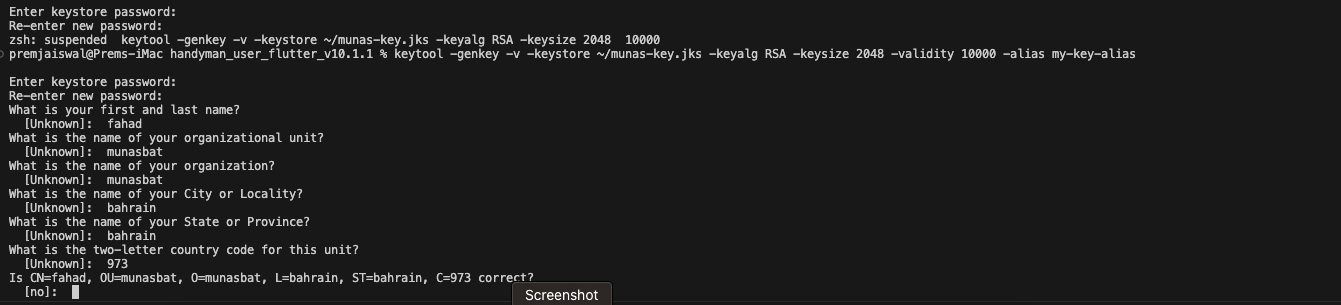 Enter keystore password:
Re-enter new password:
zsh: suspended  keytool -genkey -v -keystore ~/munas-key.jks -keyalg RSA -keysize 2048  10000
premjaiswal@Prems-iMac handyman_user_flutter_v10.1.1 % keytool -genkey -v -keystore ~/munas-key.jks -keyalg RSA -keysize 2048 -validity 10000 -alias my-key-alias
Enter keystore password:
Re-enter new password:
What is your first and last name?
  [Unknown]:  fahad
What is the name of your organizational unit?
  [Unknown]:  munasbat
What is the name of your organization?
  [Unknown]:  munasbat
What is the name of your City or Locality?
  [Unknown]:  bahrain
What is the name of your State or Province?
  [Unknown]:  bahrain
What is the two-letter country code for this unit?
  [Unknown]:  973
Is CN=fahad, OU=munasbat, O=munasbat, L=bahrain, ST=bahrain, C=973 correct?
  [no]:
Screenshot